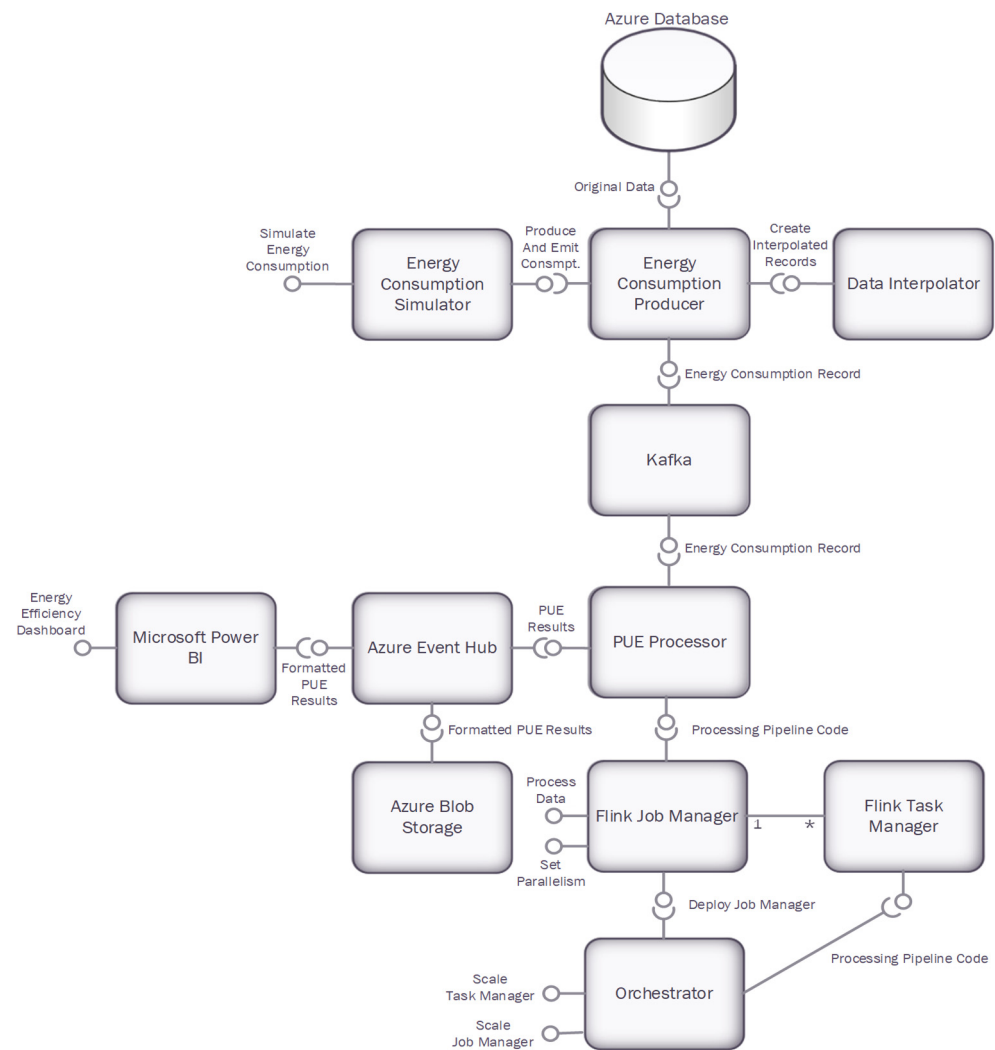 Azure Database
Original Data
Simulate
Energy
Consumption
Energy
Consumption
Simulator
Produce
And Emit
Consmpt.
Energy
Consumption
Producer
Create
Interpolated
Records
Data Interpolator
Energy Consumption Record
Kafka
Energy Consumption Record
Energy
Efficiency
Dashboard
Microsoft Power
BI
Formatted
PUE
Results
Azure Event Hub
PUE
Results
PUE Processor
Formatted PUE Results
Processing Pipeline Code
Azure Blob
Storage
Process
Data
Set
Parallelism
Flink Job Manager
1
*
Flink Task
Manager
Deploy Job Manager
Processing Pipeline Code
Scale
Task Manager
Scale
Job Manager
Orchestrator